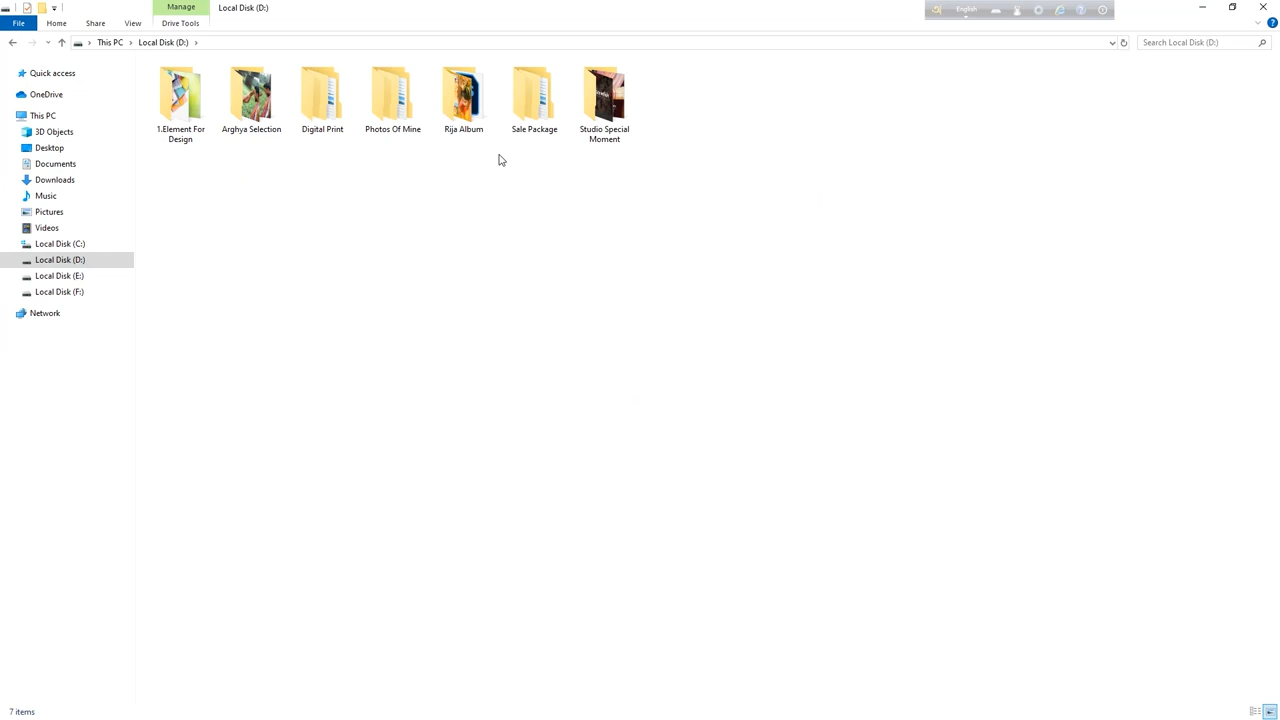 Manage
Local Disk (D:)
English
File
Home
Share
View
Drive Tools
This PC
Local Disk (D:)
Search Local Disk (D:)
Quick access
OneDrive
This PC
3D Objects
Desktop
Documents
Downloads
Music
Pictures
Videos
Local Disk (C:)
Local Disk (D:)
Local Disk (E:)
Local Disk (F:)
Network
1.Element For
Design
Arghya Selection
Digital Print
Photos Of Mine
Rija Album
Sale Package
Studio Special
Moment
7 items